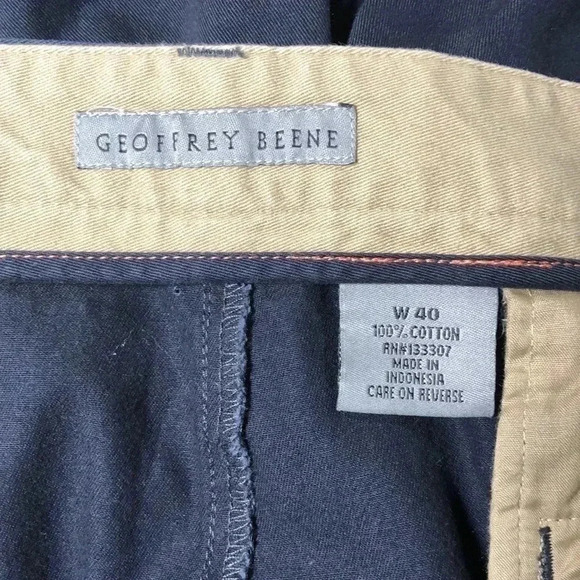 GEOFFREY BEENE
W 40
100% COTTON
RN#133307
MADE IN
INDONESIA
CARE ON REVERSE